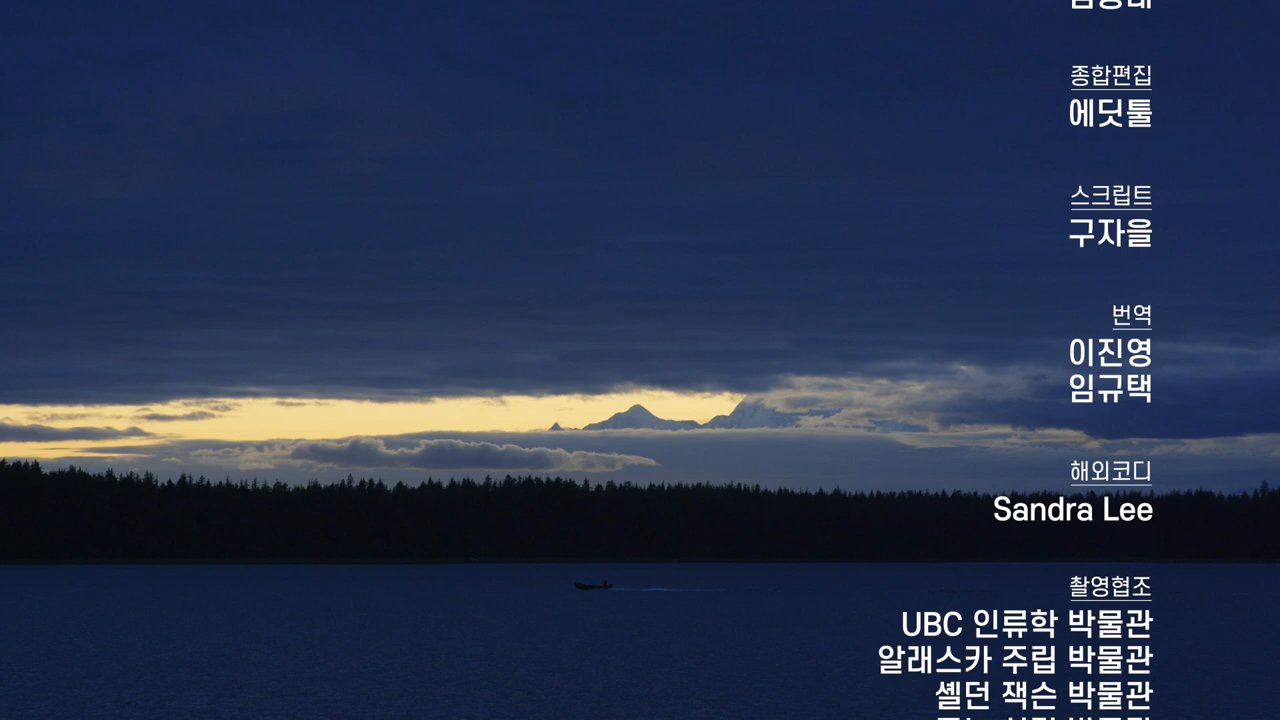 종합편집
에딧툴
스크립트
구자을
번역
이진영
임규택
해외코디
Sandra Lee
촬영협조
UBC 인류학 박물관
알래스카 주립 박물관
셸던 잭슨 박물관